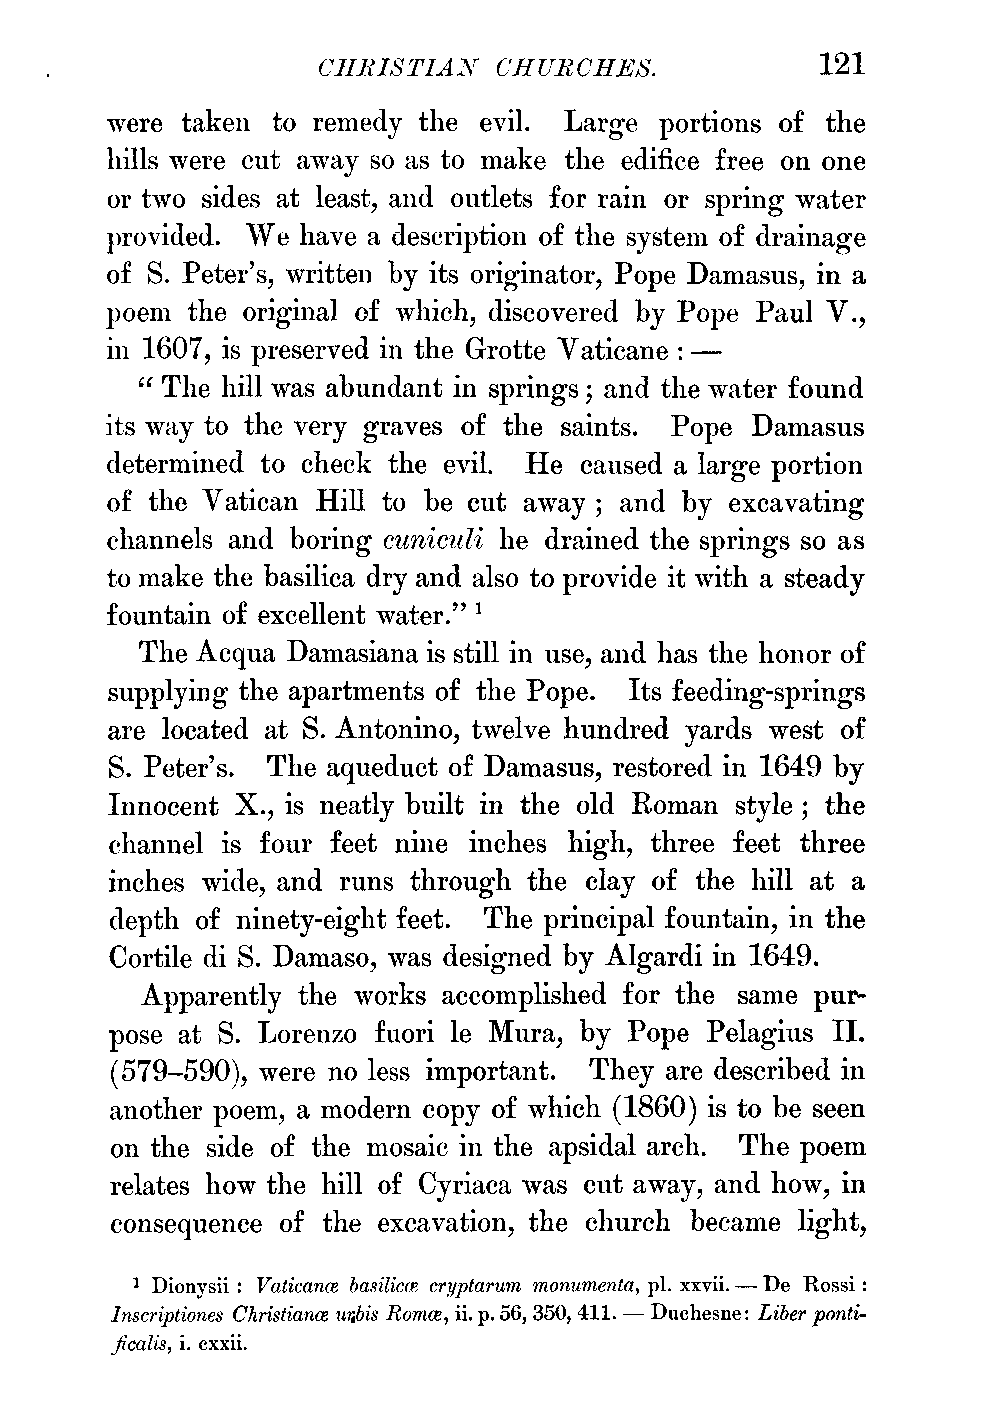 CHRISTIAN CHURCHES. 121
were taken to remedy the evil. Large portions of the
hills were cut away so as to make the edifice free on one
or two sides at least, and outlets for rain or spring water
provided. We have a description of the system of drainage
of S. Peter's, written by its originator, Pope Damasus, in a
poem the original of which, discovered by Pope Paul V.,
in 1607, is preserved in the Grotte Vaticane : —
“ The hill was abundant in springs ; and the water found
its way to the very graves of the saints. Pope Damasus
determined to check the evil. He caused a large portion
of the Vatican Hill to be cut away ; and by excavating
channels and boring cuniculi he drained the springs so as
to make the basilica dry and also to provide it with a steady
fountain of excellent water.” 1
The Acqua Damasiana is still in use, and has the honor of
supplying the apartments of the Pope. Its feeding-springs
are located at S. Antonino, twelve hundred yards west of
S. Peter's. The aqueduct of Damasus, restored in 1649 by
Innocent X., is neatly built in the old Roman style ; the
channel is four feet nine inches high, three feet three
inches wide, and runs through the clay of the hill at a
depth of ninety-eight feet. The principal fountain, in the
Cortile di S. Damaso, was designed by Algardi in 1649.
Apparently the works accomplished for the same pur-
pose at S. Lorenzo fuori le Mura, by Pope Pelagius II.
(579–590), were no less important. They are described in
another poem, a modern copy of which (1860) is to be seen
on the side of the mosaic in the apsidal arch. The poem
relates how the hill of Cyriaca was cut away, and how, in
consequence of the excavation, the church became light,
1 Dionysii : Vaticanæ basilicæ cryptarum monumenta, pl. xxvii. — De Rossi :
Inscriptiones Christianæ urbis Romæ, ii. p. 56, 350, 411. — Duchesne: Liber ponti-
ficalis, i. cxxii.